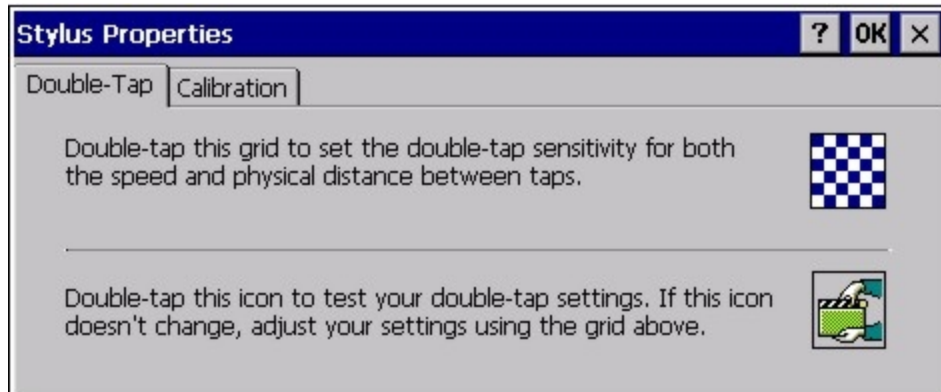 Stylus Properties
? OK ×
Double-Tap Calibration
Double-tap this grid to set the double-tap sensitivity for both
the speed and physical distance between taps.
Double-tap this icon to test your double-tap settings. If this icon
doesn't change, adjust your settings using the grid above.